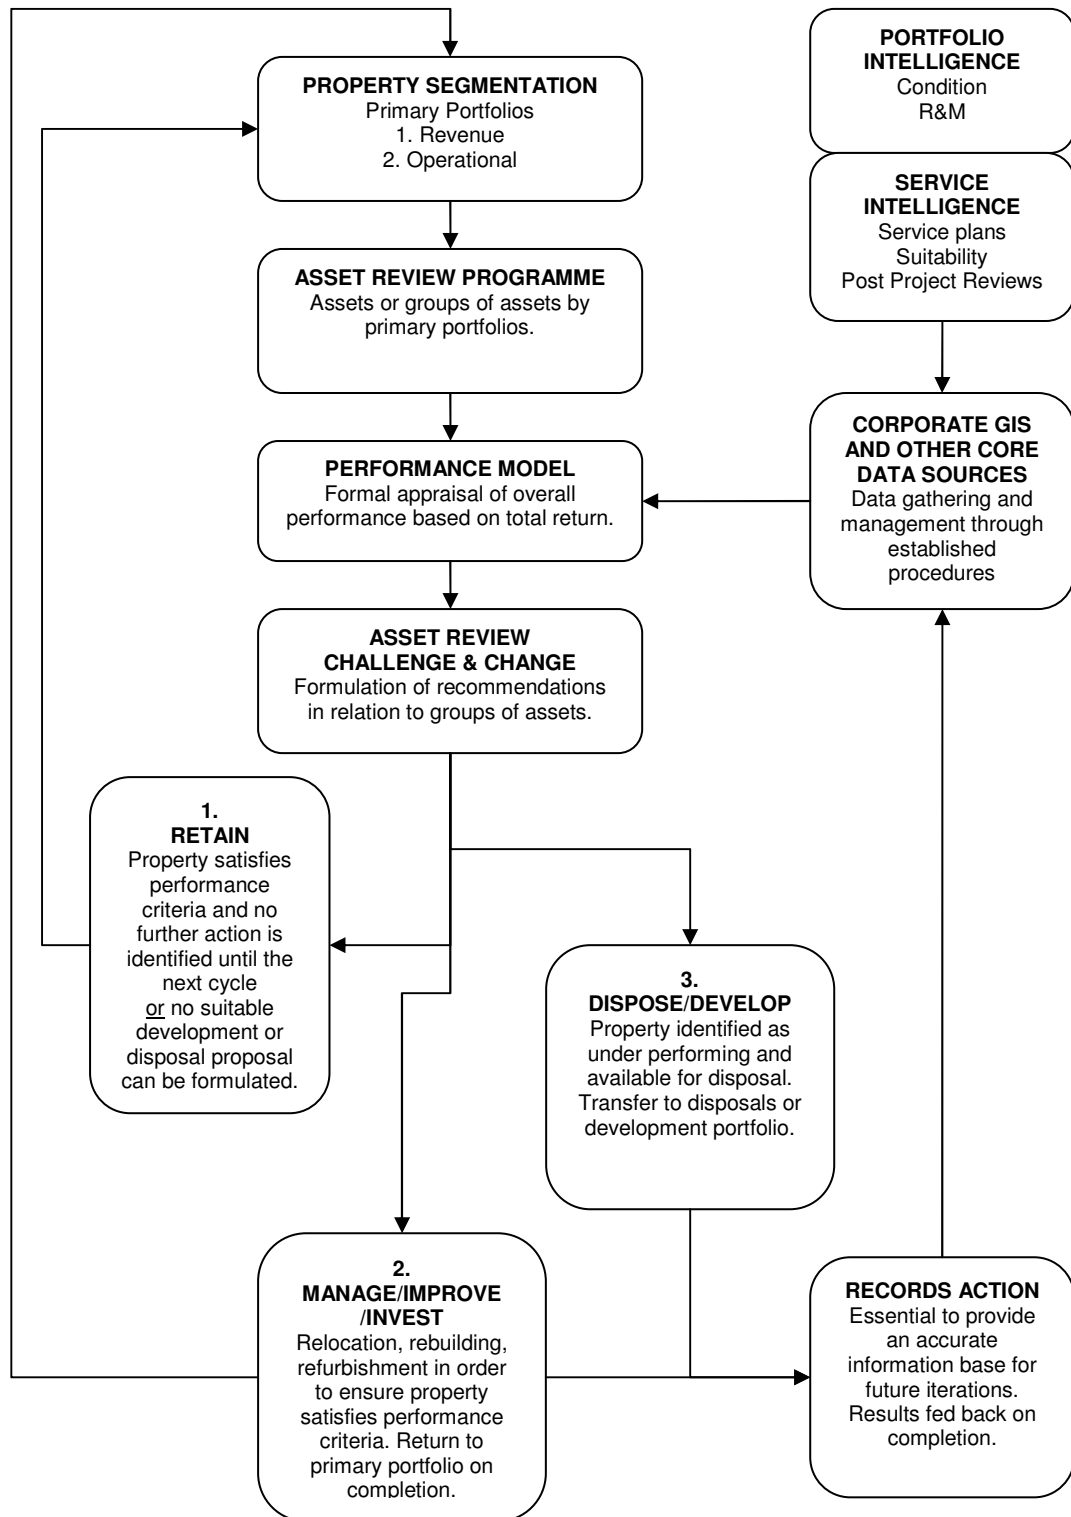 PROPERTY SEGMENTATION
Primary Portfolios
1. Revenue
2. Operational
PORTFOLIO
INTELLIGENCE
Condition
R&M
SERVICE
INTELLIGENCE
Service plans
Suitability
Post Project Reviews
ASSET REVIEW PROGRAMME
Assets or groups of assets by
primary portfolios.
PERFORMANCE MODEL
Formal appraisal of overall
performance based on total return.
CORPORATE GIS
AND OTHER CORE
DATA SOURCES
Data gathering and
management through
established
procedures
ASSET REVIEW
CHALLENGE & CHANGE
Formulation of recommendations
in relation to groups of assets.
1.
RETAIN
Property satisfies
performance
criteria and no
further action is
identified until the
next cycle
or no suitable
development or
disposal proposal
can be formulated.
3.
DISPOSE/DEVELOP
Property identified as
under performing and
available for disposal.
Transfer to disposals or
development portfolio.
2.
MANAGE/IMPROVE
/INVEST
Relocation, rebuilding,
refurbishment in order
to ensure property
satisfies performance
criteria. Return to
primary portfolio on
completion.
RECORDS ACTION
Essential to provide
an accurate
information base for
future iterations.
Results fed back on
completion.